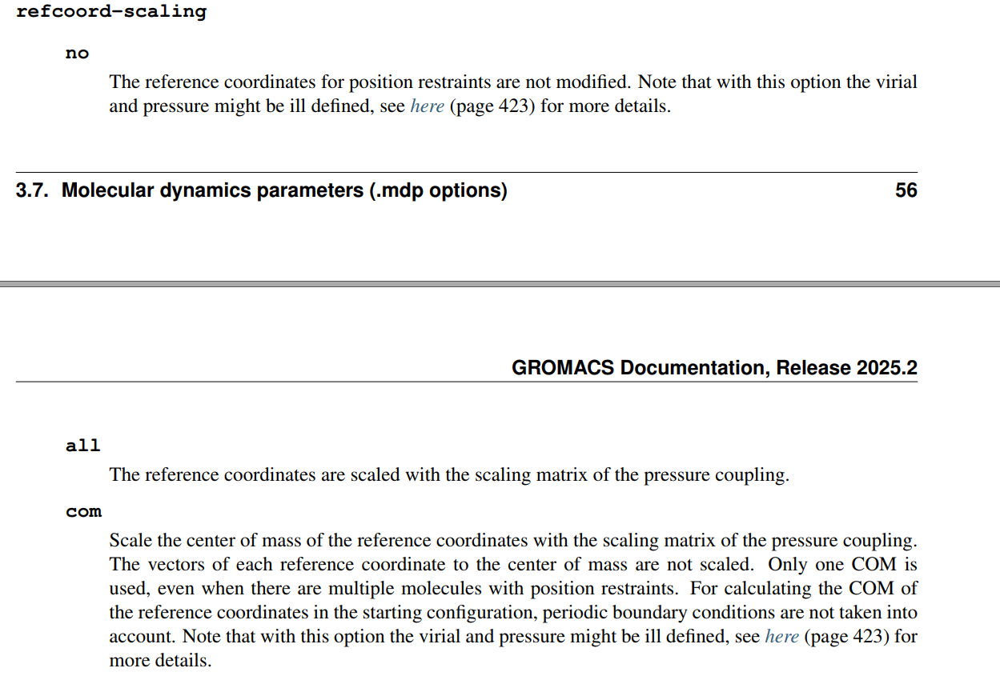 refcoord-scaling
no
The reference coordinates for position restraints are not modified. Note that with this option the virial
and pressure might be ill defined, see here (page 423) for more details.
3.7. Molecular dynamics parameters (.mdp options) 56
GROMACS Documentation, Release 2025.2
all
The reference coordinates are scaled with the scaling matrix of the pressure coupling.
com
Scale the center of mass of the reference coordinates with the scaling matrix of the pressure coupling.
The vectors of each reference coordinate to the center of mass are not scaled. Only one COM is
used, even when there are multiple molecules with position restraints. For calculating the COM of
the reference coordinates in the starting configuration, periodic boundary conditions are not taken into
account. Note that with this option the virial and pressure might be ill defined, see here (page 423) for
more details.